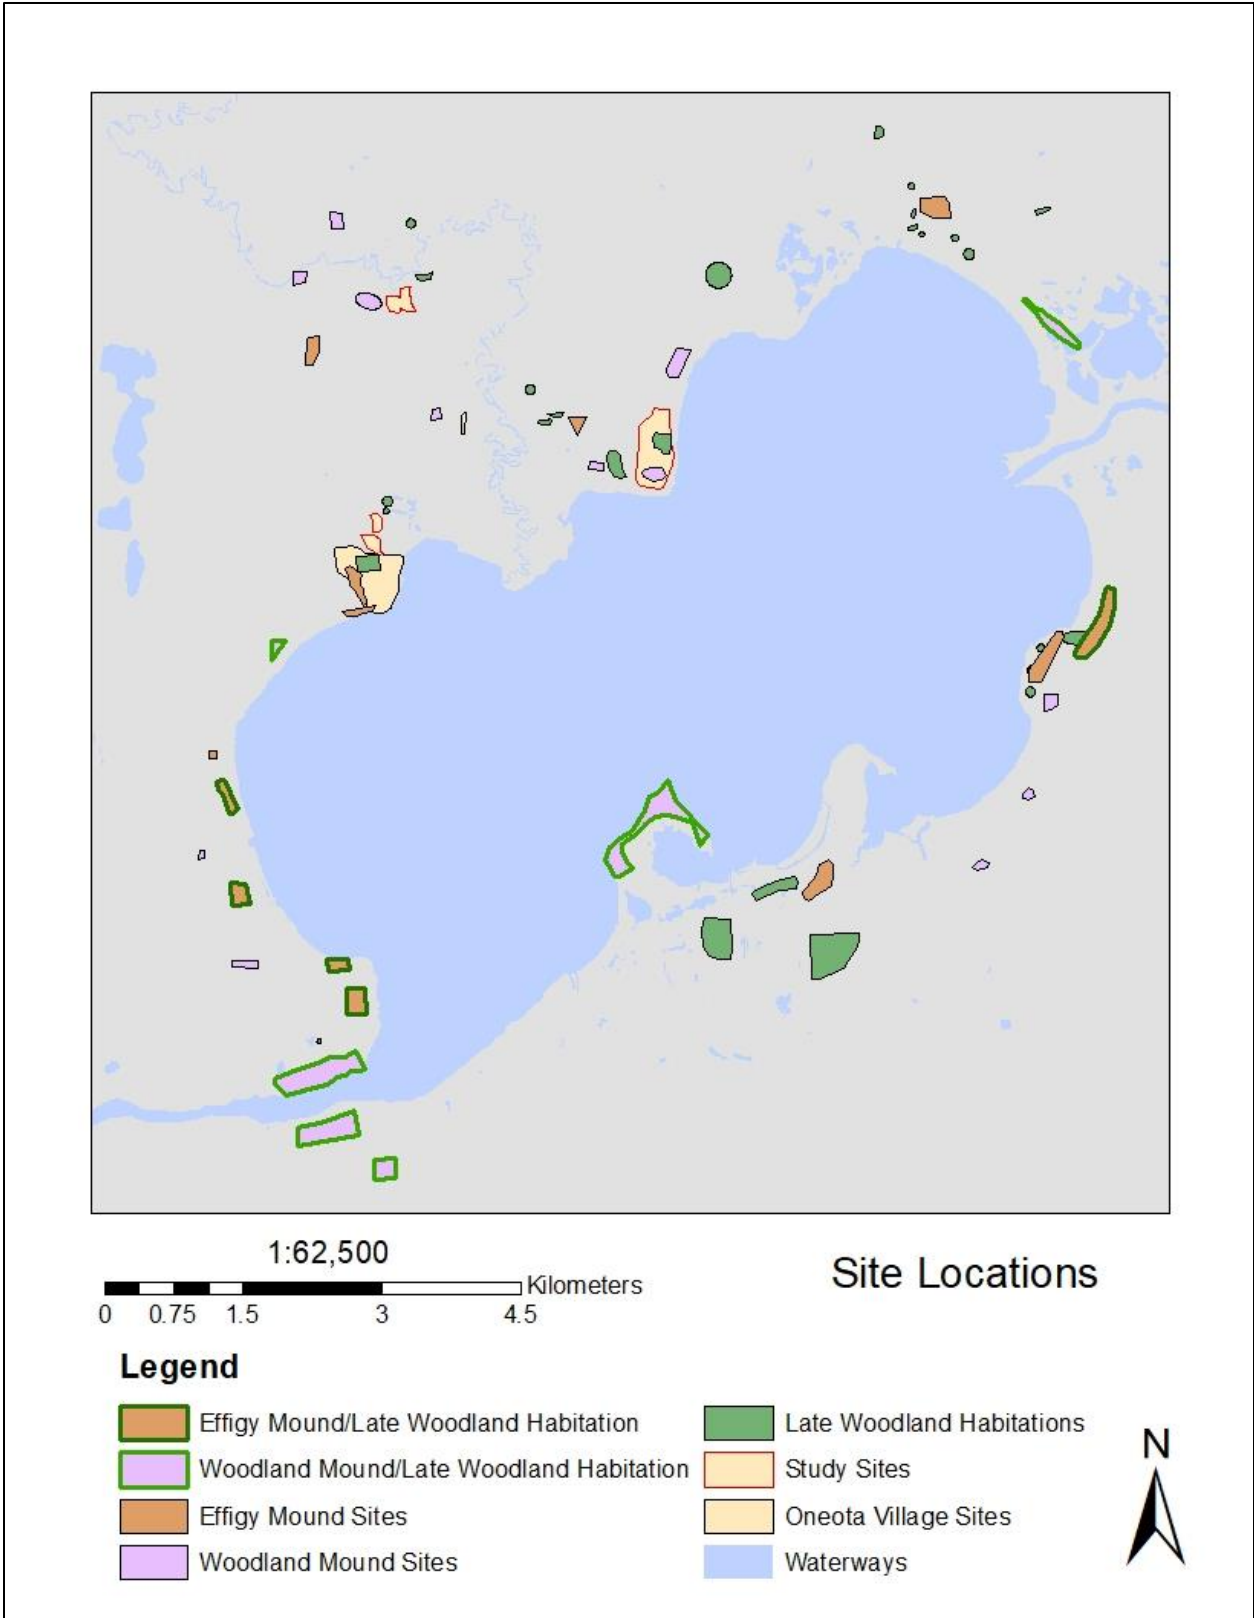 1:62,500
Kilometers
0 0.75 1.5 3 4.5
Site Locations
Legend
Effigy Mound/Late Woodland Habitation
Woodland Mound/Late Woodland Habitation
Effigy Mound Sites
Woodland Mound Sites
Late Woodland Habitations
Study Sites
Oneota Village Sites
Waterways
N